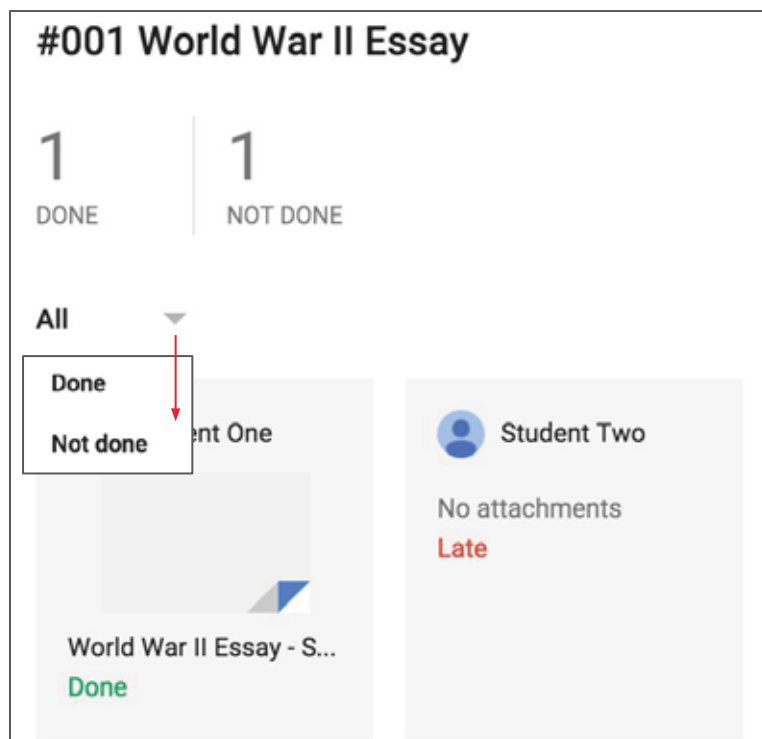 #001 World War II Essay
1
DONE
1
NOT DONE
All
Done
Not done
ent One
World War II Essay - S...
Done
Student Two
No attachments
Late